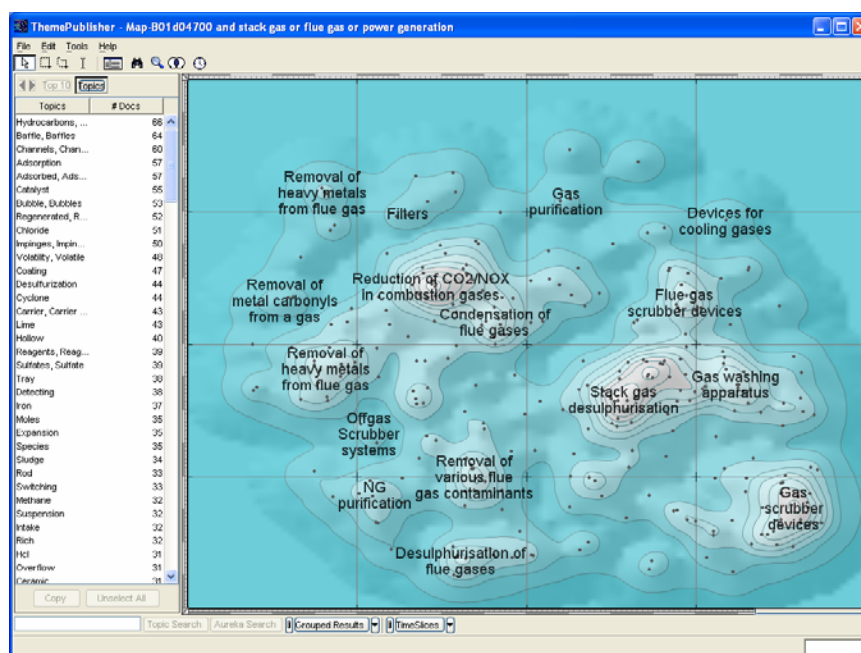 ThemePublisher - Map-B01d04700 and stack gas or flue gas or power generation
File Edit Tools Help
Top 10 Topics
Topics # Docs
Hydrocarbons, ... 66
Baffle, Baffles 64
Channels, Chan... 60
Adsorption 57
Adsorbed, Ads... 57
Catalyst 55
Bubble, Bubbles 53
Regenerated, R... 52
Chloride 51
Impinges, Impin... 50
Volatility, Volatile 48
Coating 47
Desulfurization 44
Cyclone 44
Carrier, Carrier ... 43
Lime 43
Hollow 40
Reagents, Reag... 39
Sulfates, Sulfate 39
Tray 38
Detecting 38
Iron 37
Moles 35
Expansion 35
Species 35
Sludge 34
Rod 33
Switching 33
Methane 32
Suspension 32
Intake 32
Rich 32
Hcl 31
Overflow 31
Ceramic 31
Copy Unselect All
Removal of
heavy metals
from flue gas
Filters
Gas
purification
Devices for
cooling gases
Removal of
metal carbonyls
from a gas
Reduction of CO2/NOX
in combustion gases
Condensation of
flue gases
Flue gas
scrubber devices
Removal of
heavy metals
from flue gas
Stack gas
desulphurisation
Gas washing
apparatus
Offgas
Scrubber
systems
NG
purification
Removal of
various flue
gas contaminants
Gas
scrubber
devices
Desulphurisation of
flue gases
Topic Search Aureka Search Grouped Results TimeSlices